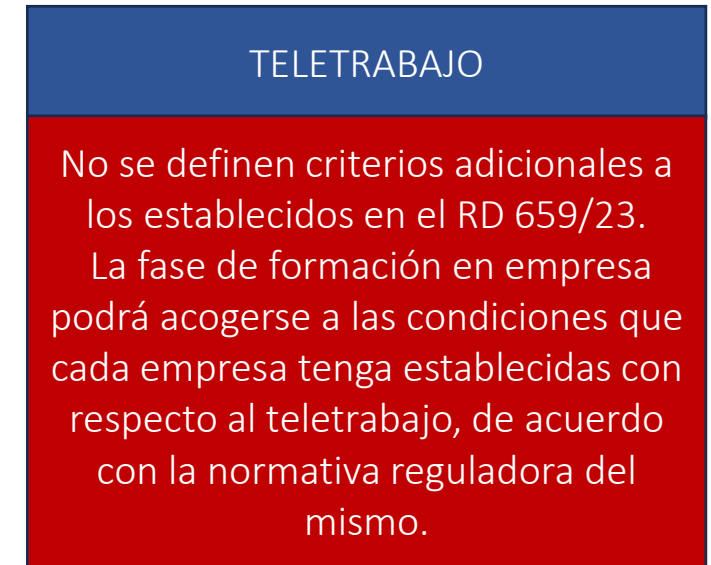 TELETRABAJO
No se definen criterios adicionales a
los establecidos en el RD 659/23.
La fase de formación en empresa
podrá acogerse a las condiciones que
cada empresa tenga establecidas con
respecto al teletrabajo, de acuerdo
con la normativa reguladora del
mismo.